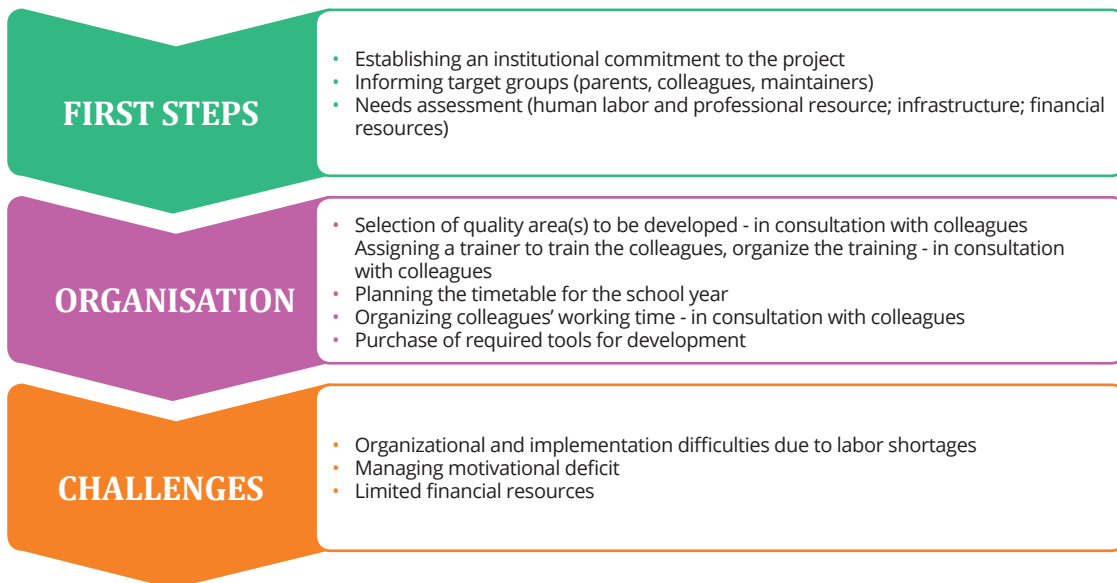 FIRST STEPS
• Establishing an institutional commitment to the project
• Informing target groups (parents, colleagues, maintainers)
• Needs assessment (human labor and professional resource; infrastructure; financial
resources)
ORGANISATION
• Selection of quality area(s) to be developed - in consultation with colleagues
Assigning a trainer to train the colleagues, organize the training - in consultation
with colleagues
• Planning the timetable for the school year
• Organizing colleagues’ working time - in consultation with colleagues
• Purchase of required tools for development
CHALLENGES
• Organizational and implementation difficulties due to labor shortages
• Managing motivational deficit
• Limited financial resources